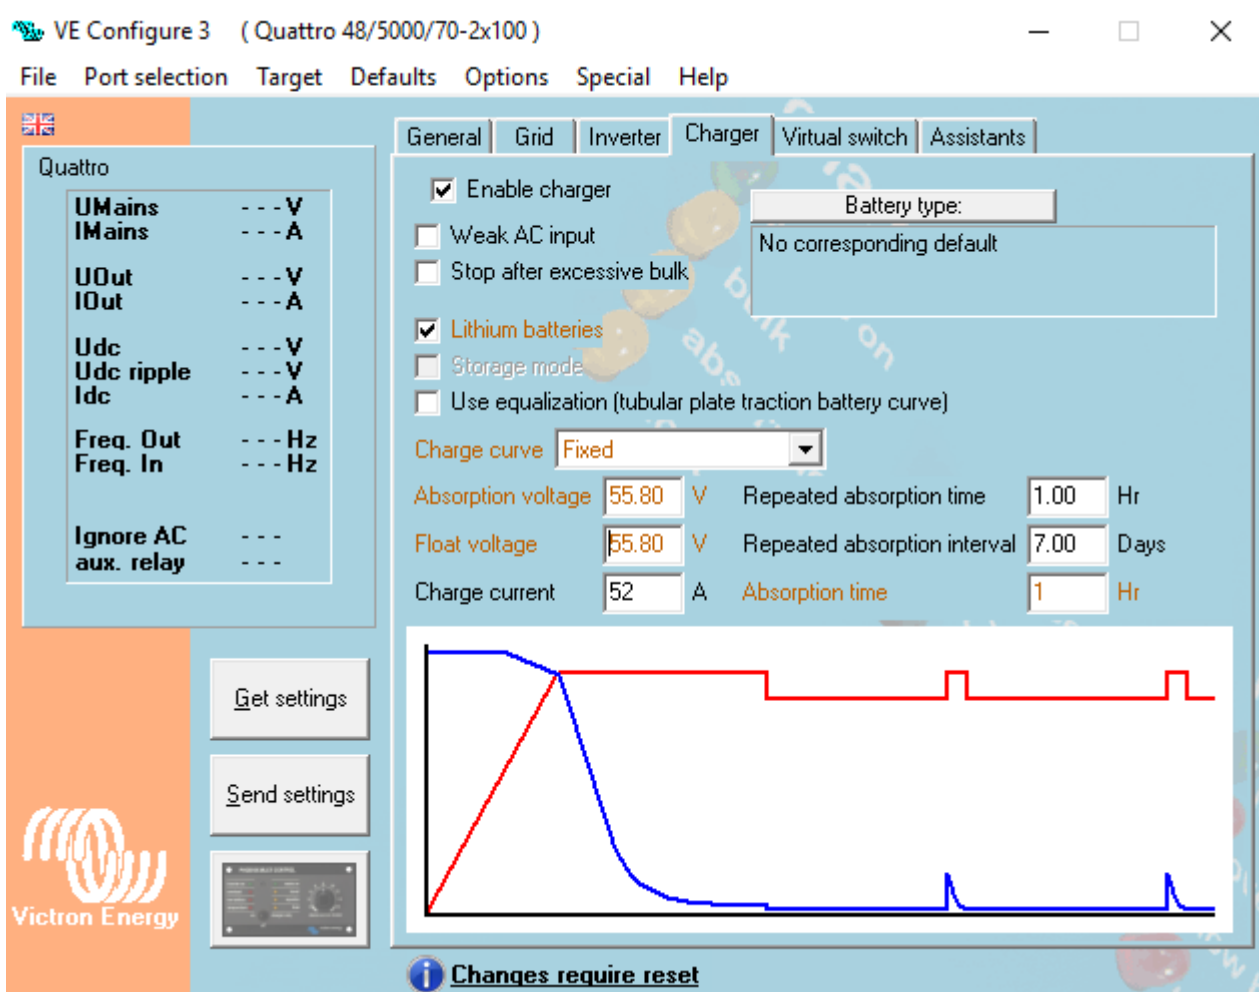 VE Configure 3 ( Quattro 48/5000/70-2x100 )
File Port selection Target Defaults Options Special Help
General Grid Inverter Charger Virtual switch Assistants
Quattro
UMains - - - V
IMains - - - A
UOut - - - V
IOut - - - A
Udc - - - V
Udc ripple - - - V
Idc - - - A
Freq. Out - - - Hz
Freq. In - - - Hz
Ignore AC - - -
aux. relay - - -
Get settings
Send settings
Victron Energy
Enable charger
Battery type:
Weak AC input
No corresponding default
Stop after excessive bulk
Lithium batteries
Storage mode
Use equalization (tubular plate traction battery curve)
Charge curve Fixed
Absorption voltage 55.80 V Repeated absorption time 1.00 Hr
Float voltage 55.80 V Repeated absorption interval 7.00 Days
Charge current 52 A Absorption time 1 Hr
bulk
abs
on
Changes require reset